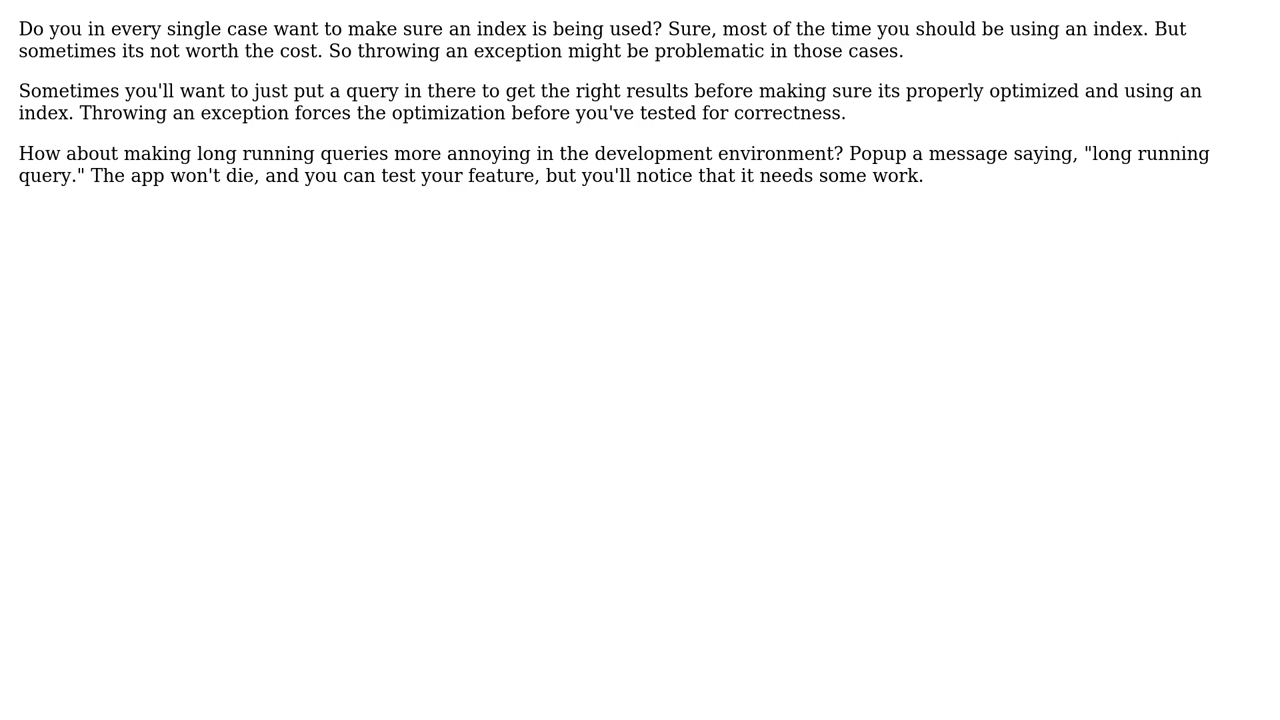 Do you in every single case want to make sure an index is being used? Sure, most of the time you should be using an index. But
sometimes its not worth the cost. So throwing an exception might be problematic in those cases.
Sometimes you'll want to just put a query in there to get the right results before making sure its properly optimized and using an
index. Throwing an exception forces the optimization before you've tested for correctness.
How about making long running queries more annoying in the development environment? Popup a message saying, "long running
query." The app won't die, and you can test your feature, but you'll notice that it needs some work.